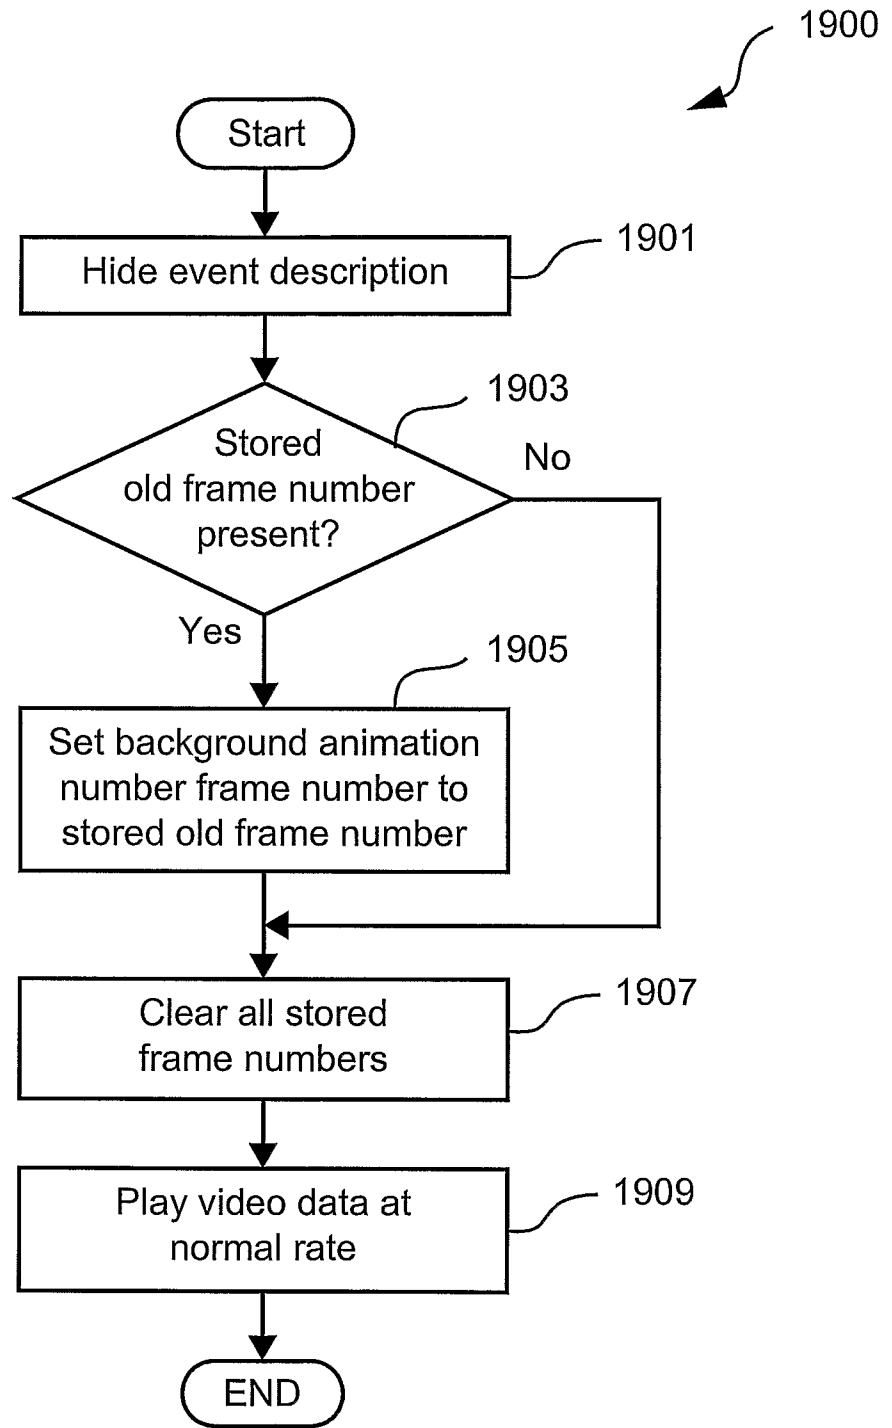 1900
Start
1901
Hide event description
1903
Stored
old frame number
present?
No
Yes
1905
Set background animation
number frame number to
stored old frame number
1907
Clear all stored
frame numbers
1909
Play video data at
normal rate
END